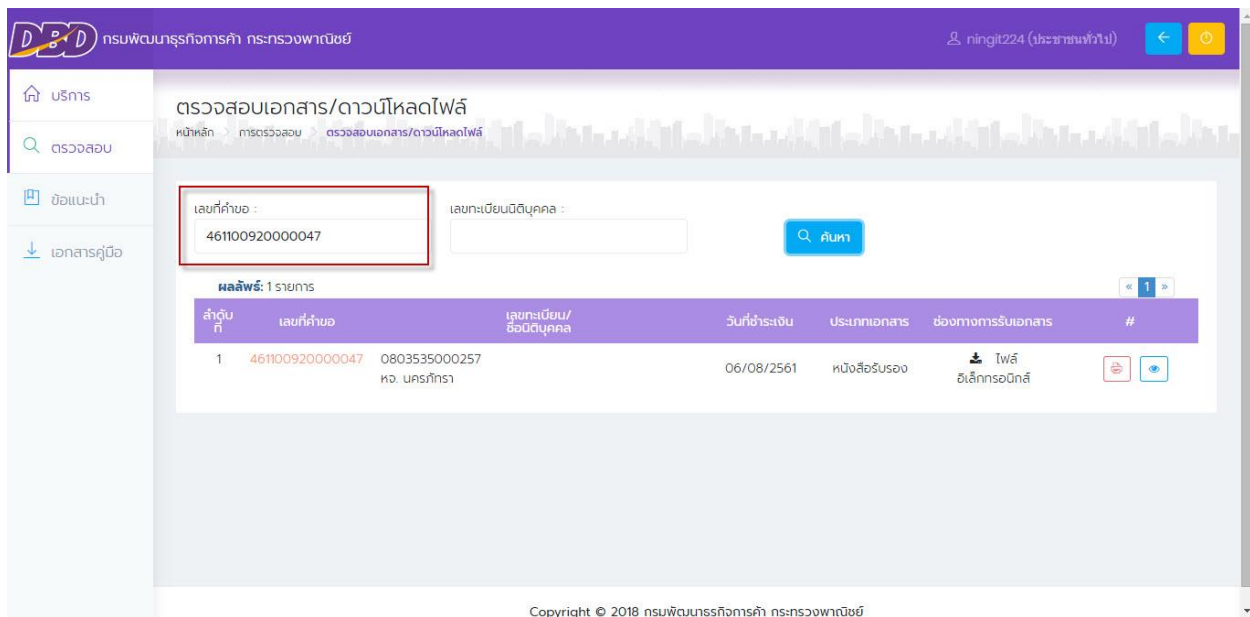 DBD กรมพัฒนาธุรกิจการค้า กระทรวงพาณิชย์
ningit224 (ประชาชนทั่วไป)
บริการ
ตรวจสอบ
ข้อแนะนำ
เอกสารคู่มือ
ตรวจสอบเอกสาร/ดาวน์โหลดไฟล์
หน้าหลัก > การตรวจสอบ > ตรวจสอบเอกสาร/ดาวน์โหลดไฟล์
เลขที่คำขอ :
461100920000047
เลขทะเบียนนิติบุคคล :
ค้นหา
ผลลัพธ์: 1 รายการ
« 1 »
ลำดับที่ เลขที่คำขอ เลขทะเบียน/ชื่อนิติบุคคล วันที่ชำระเงิน ประเภทเอกสาร ช่องทางการรับเอกสาร #
1 461100920000047 0803535000257 06/08/2561 หนังสือรับรอง ไฟล์
หจ. นครภัทรา อิเล็กทรอนิกส์
Copyright © 2018 กรมพัฒนาธุรกิจการค้า กระทรวงพาณิชย์